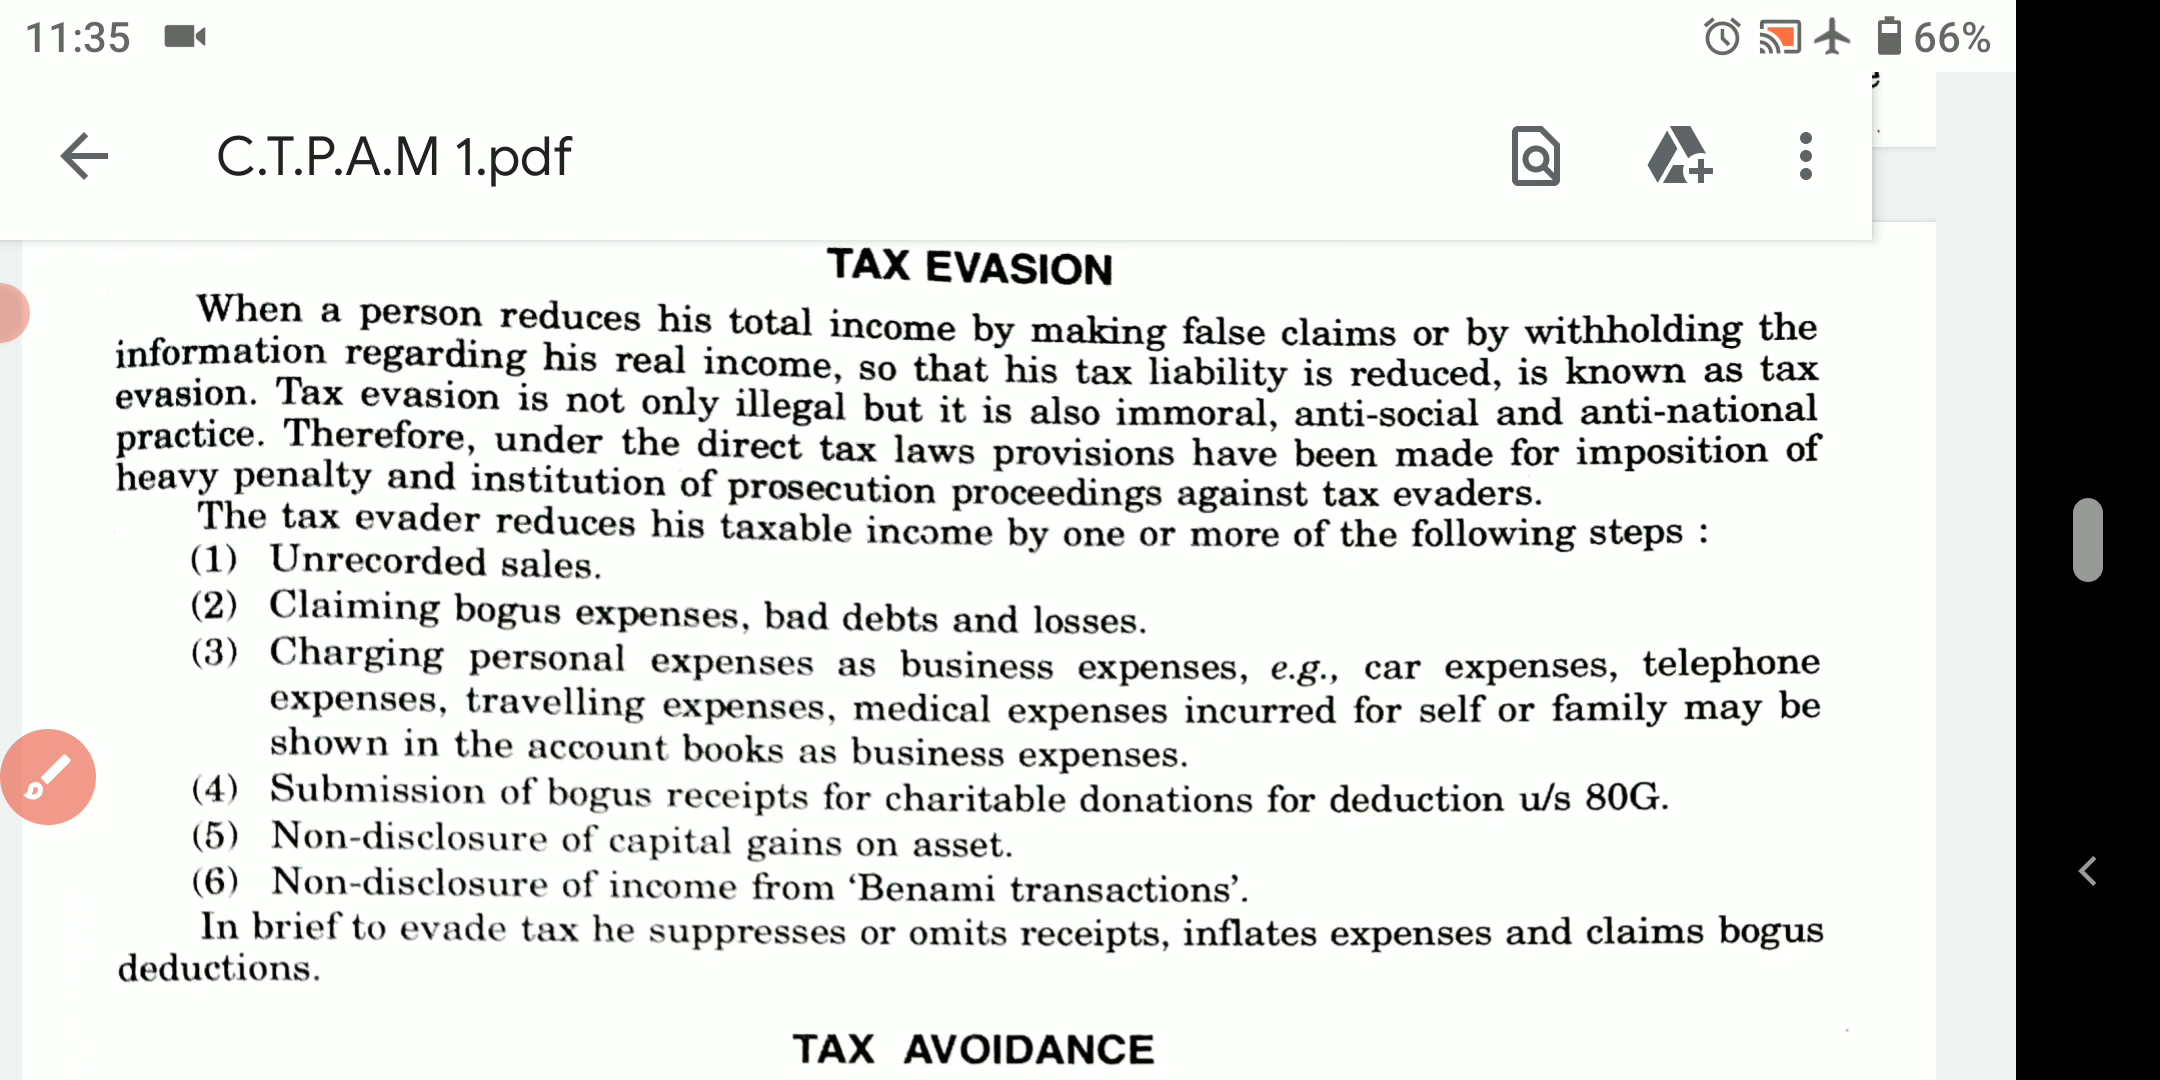 11:35
66%
C.T.P.A.M 1.pdf
TAX EVASION
When a person reduces his total income by making false claims or by withholding the
information regarding his real income, so that his tax liability is reduced, is known as tax
evasion. Tax evasion is not only illegal but it is also immoral, anti-social and anti-national
practice. Therefore, under the direct tax laws provisions have been made for imposition of
heavy penalty and institution of prosecution proceedings against tax evaders.
The tax evader reduces his taxable income by one or more of the following steps :
(1) Unrecorded sales.
(2) Claiming bogus expenses, bad debts and losses.
(3) Charging personal expenses as business expenses, e.g., car expenses, telephone
expenses, travelling expenses, medical expenses incurred for self or family may be
shown in the account books as business expenses.
(4) Submission of bogus receipts for charitable donations for deduction u/s 80G.
(5) Non-disclosure of capital gains on asset.
(6) Non-disclosure of income from ‘Benami transactions’.
In brief to evade tax he suppresses or omits receipts, inflates expenses and claims bogus
deductions.
TAX AVOIDANCE